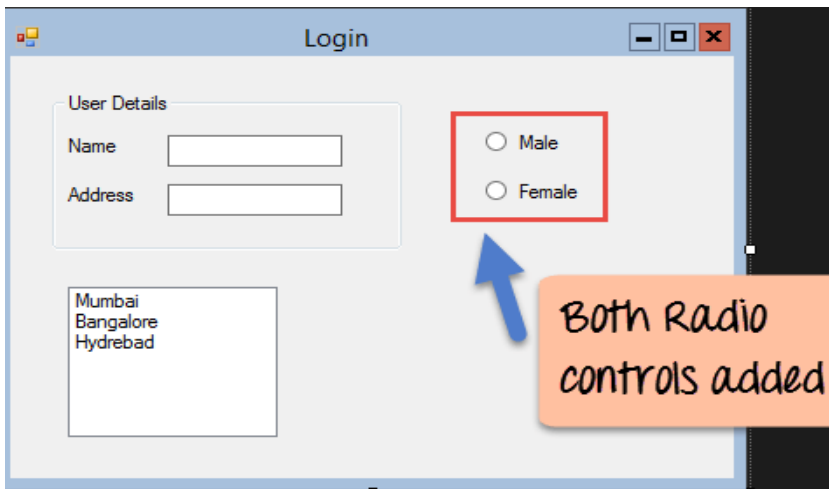 Login
User Details
Name
Address
Male
Female
Mumbai
Bangalore
Hydrebad
Both Radio
controls added